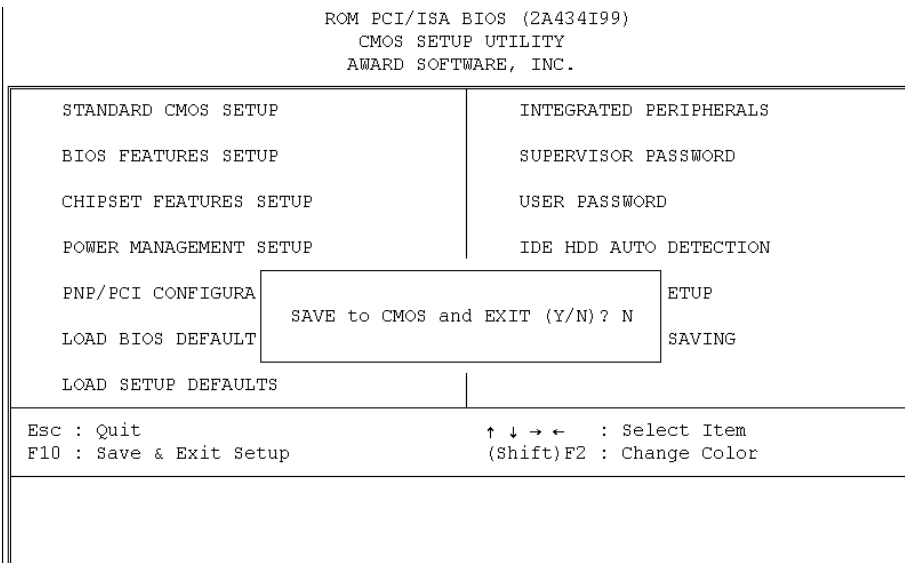 ROM PCI/ISA BIOS (2A434I99)
CMOS SETUP UTILITY
AWARD SOFTWARE, INC.
STANDARD CMOS SETUP
INTEGRATED PERIPHERALS
BIOS FEATURES SETUP
SUPERVISOR PASSWORD
CHIPSET FEATURES SETUP
USER PASSWORD
POWER MANAGEMENT SETUP
IDE HDD AUTO DETECTION
PNP/PCI CONFIGURA
ETUP
SAVE to CMOS and EXIT (Y/N)? N
LOAD BIOS DEFAULT
SAVING
LOAD SETUP DEFAULTS
Esc : Quit
↑ ↓ → ← : Select Item
F10 : Save & Exit Setup
(Shift)F2 : Change Color